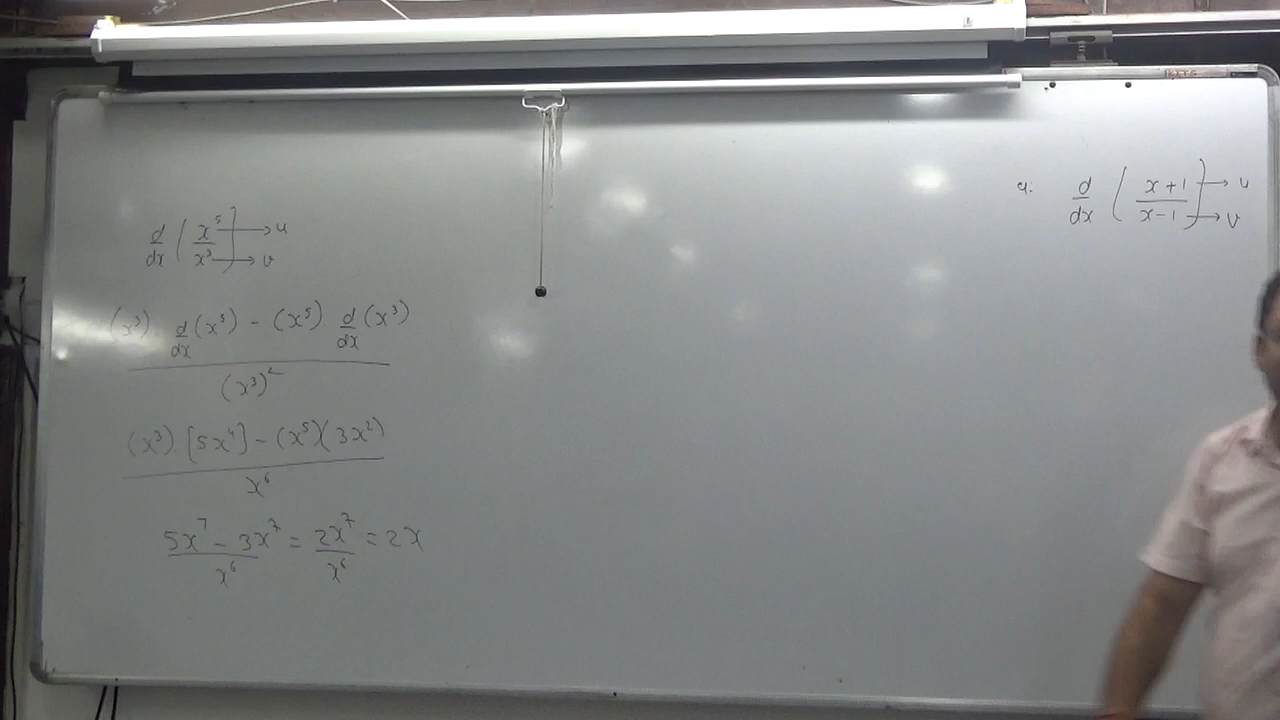 d/dx ( x⁵/x³ ) → u → v
(x³) d/dx (x⁵) - (x⁵) d/dx (x³)
(x³)²
(x³) [5x⁴] - (x⁵)(3x²)
x⁶
5x⁷ - 3x⁷ / x⁶ = 2x⁷ / x⁶ = 2x
d/dx ( x+1 / x-1 ) → u → v